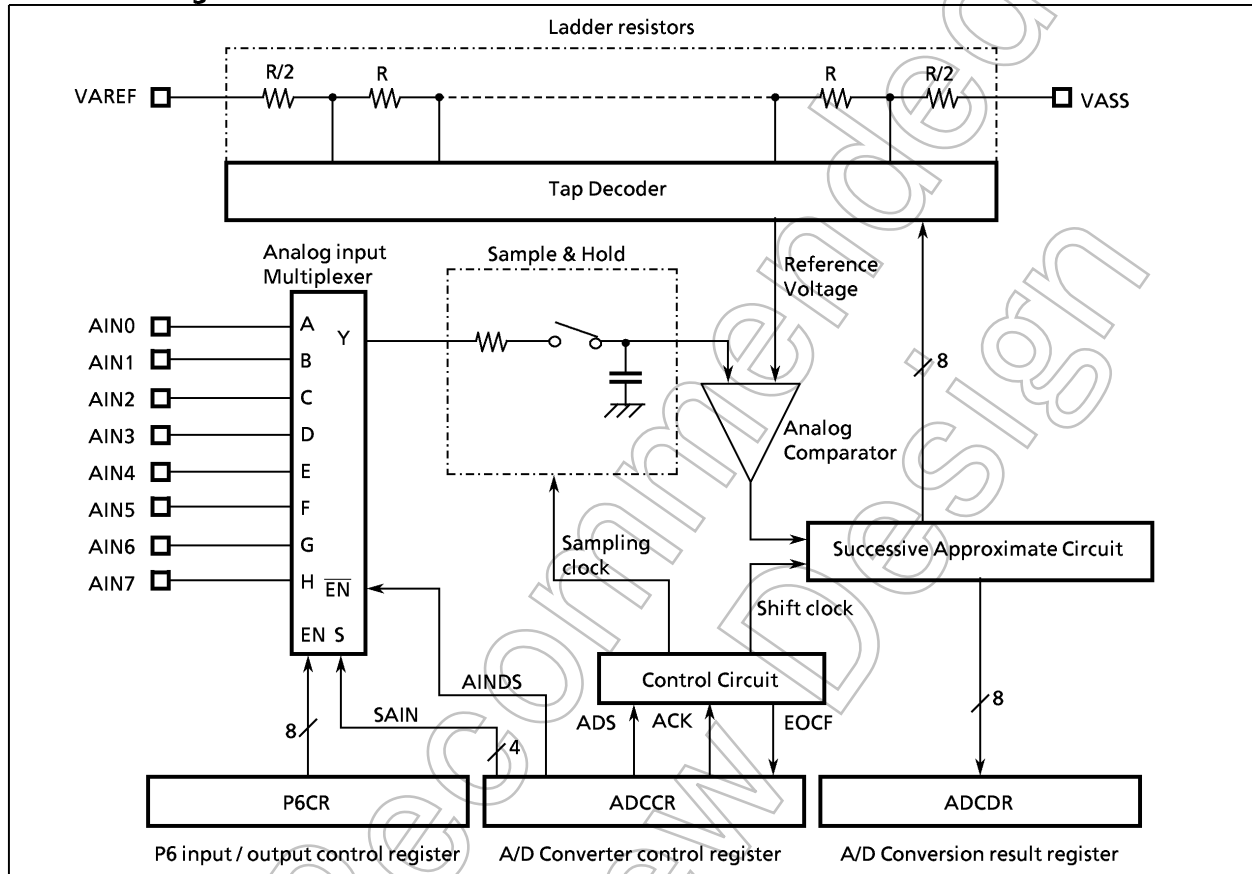 Ladder resistors
R/2
R
R
R/2
VAREF
VASS
Tap Decoder
Analog input
Multiplexer
Sample & Hold
Reference
Voltage
AIN0
A
Y
AIN1
B
AIN2
C
AIN3
D
AIN4
E
AIN5
F
AIN6
G
AIN7
H
EN
EN
S
8
Analog
Comparator
Sampling
clock
Successive Approximate Circuit
Shift clock
Control Circuit
AINDS
SAIN
ADS
ACK
EOCF
8
4
8
P6CR
ADCCR
ADCDR
P6 input / output control register
A/D Converter control register
A/D Conversion result register
Recommended
New Design